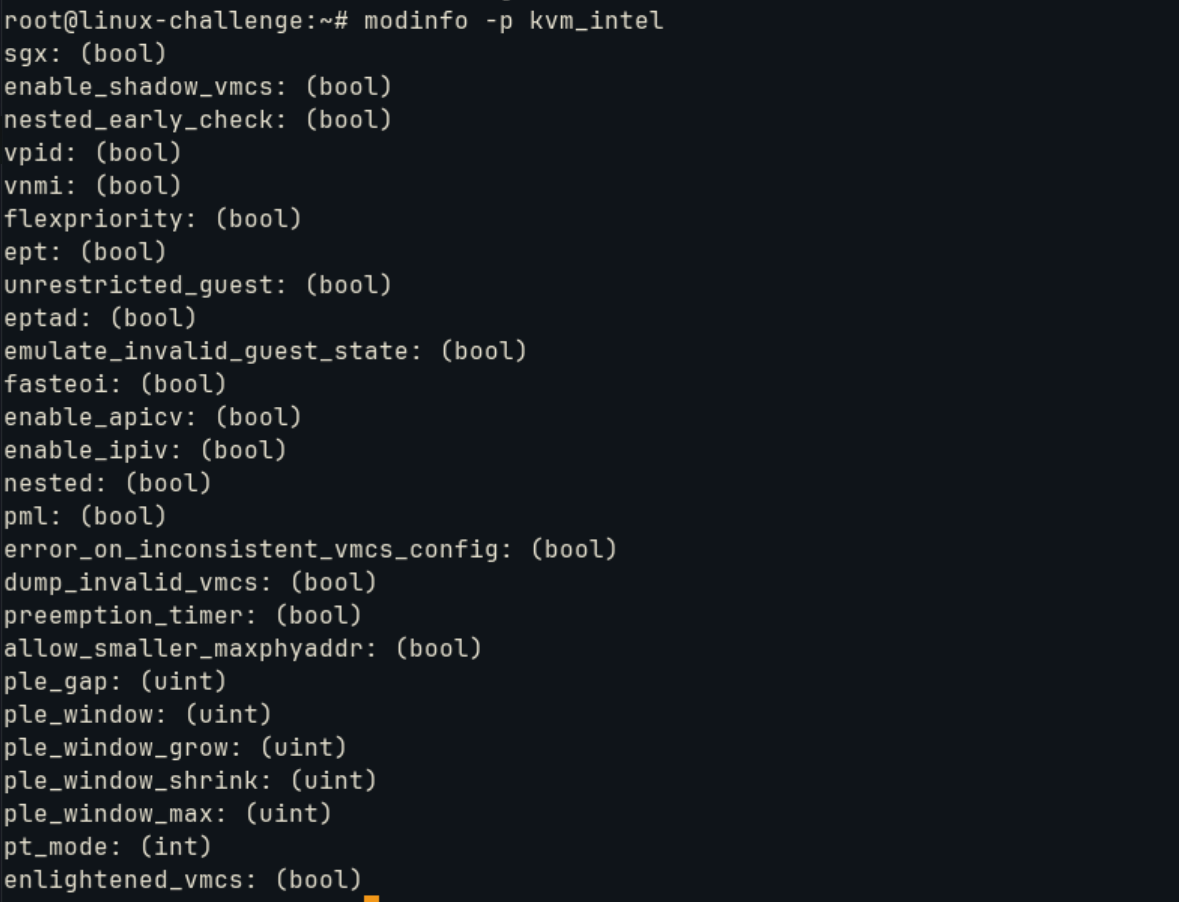 root@linux-challenge:~# modinfo -p kvm_intel
sgx: (bool)
enable_shadow_vmcs: (bool)
nested_early_check: (bool)
vpid: (bool)
vnmi: (bool)
flexpriority: (bool)
ept: (bool)
unrestricted_guest: (bool)
eptad: (bool)
emulate_invalid_guest_state: (bool)
fasteoi: (bool)
enable_apicv: (bool)
enable_ipiv: (bool)
nested: (bool)
pml: (bool)
error_on_inconsistent_vmcs_config: (bool)
dump_invalid_vmcs: (bool)
preemption_timer: (bool)
allow_smaller_maxphyaddr: (bool)
ple_gap: (uint)
ple_window: (uint)
ple_window_grow: (uint)
ple_window_shrink: (uint)
ple_window_max: (uint)
pt_mode: (int)
enlightened_vmcs: (bool)